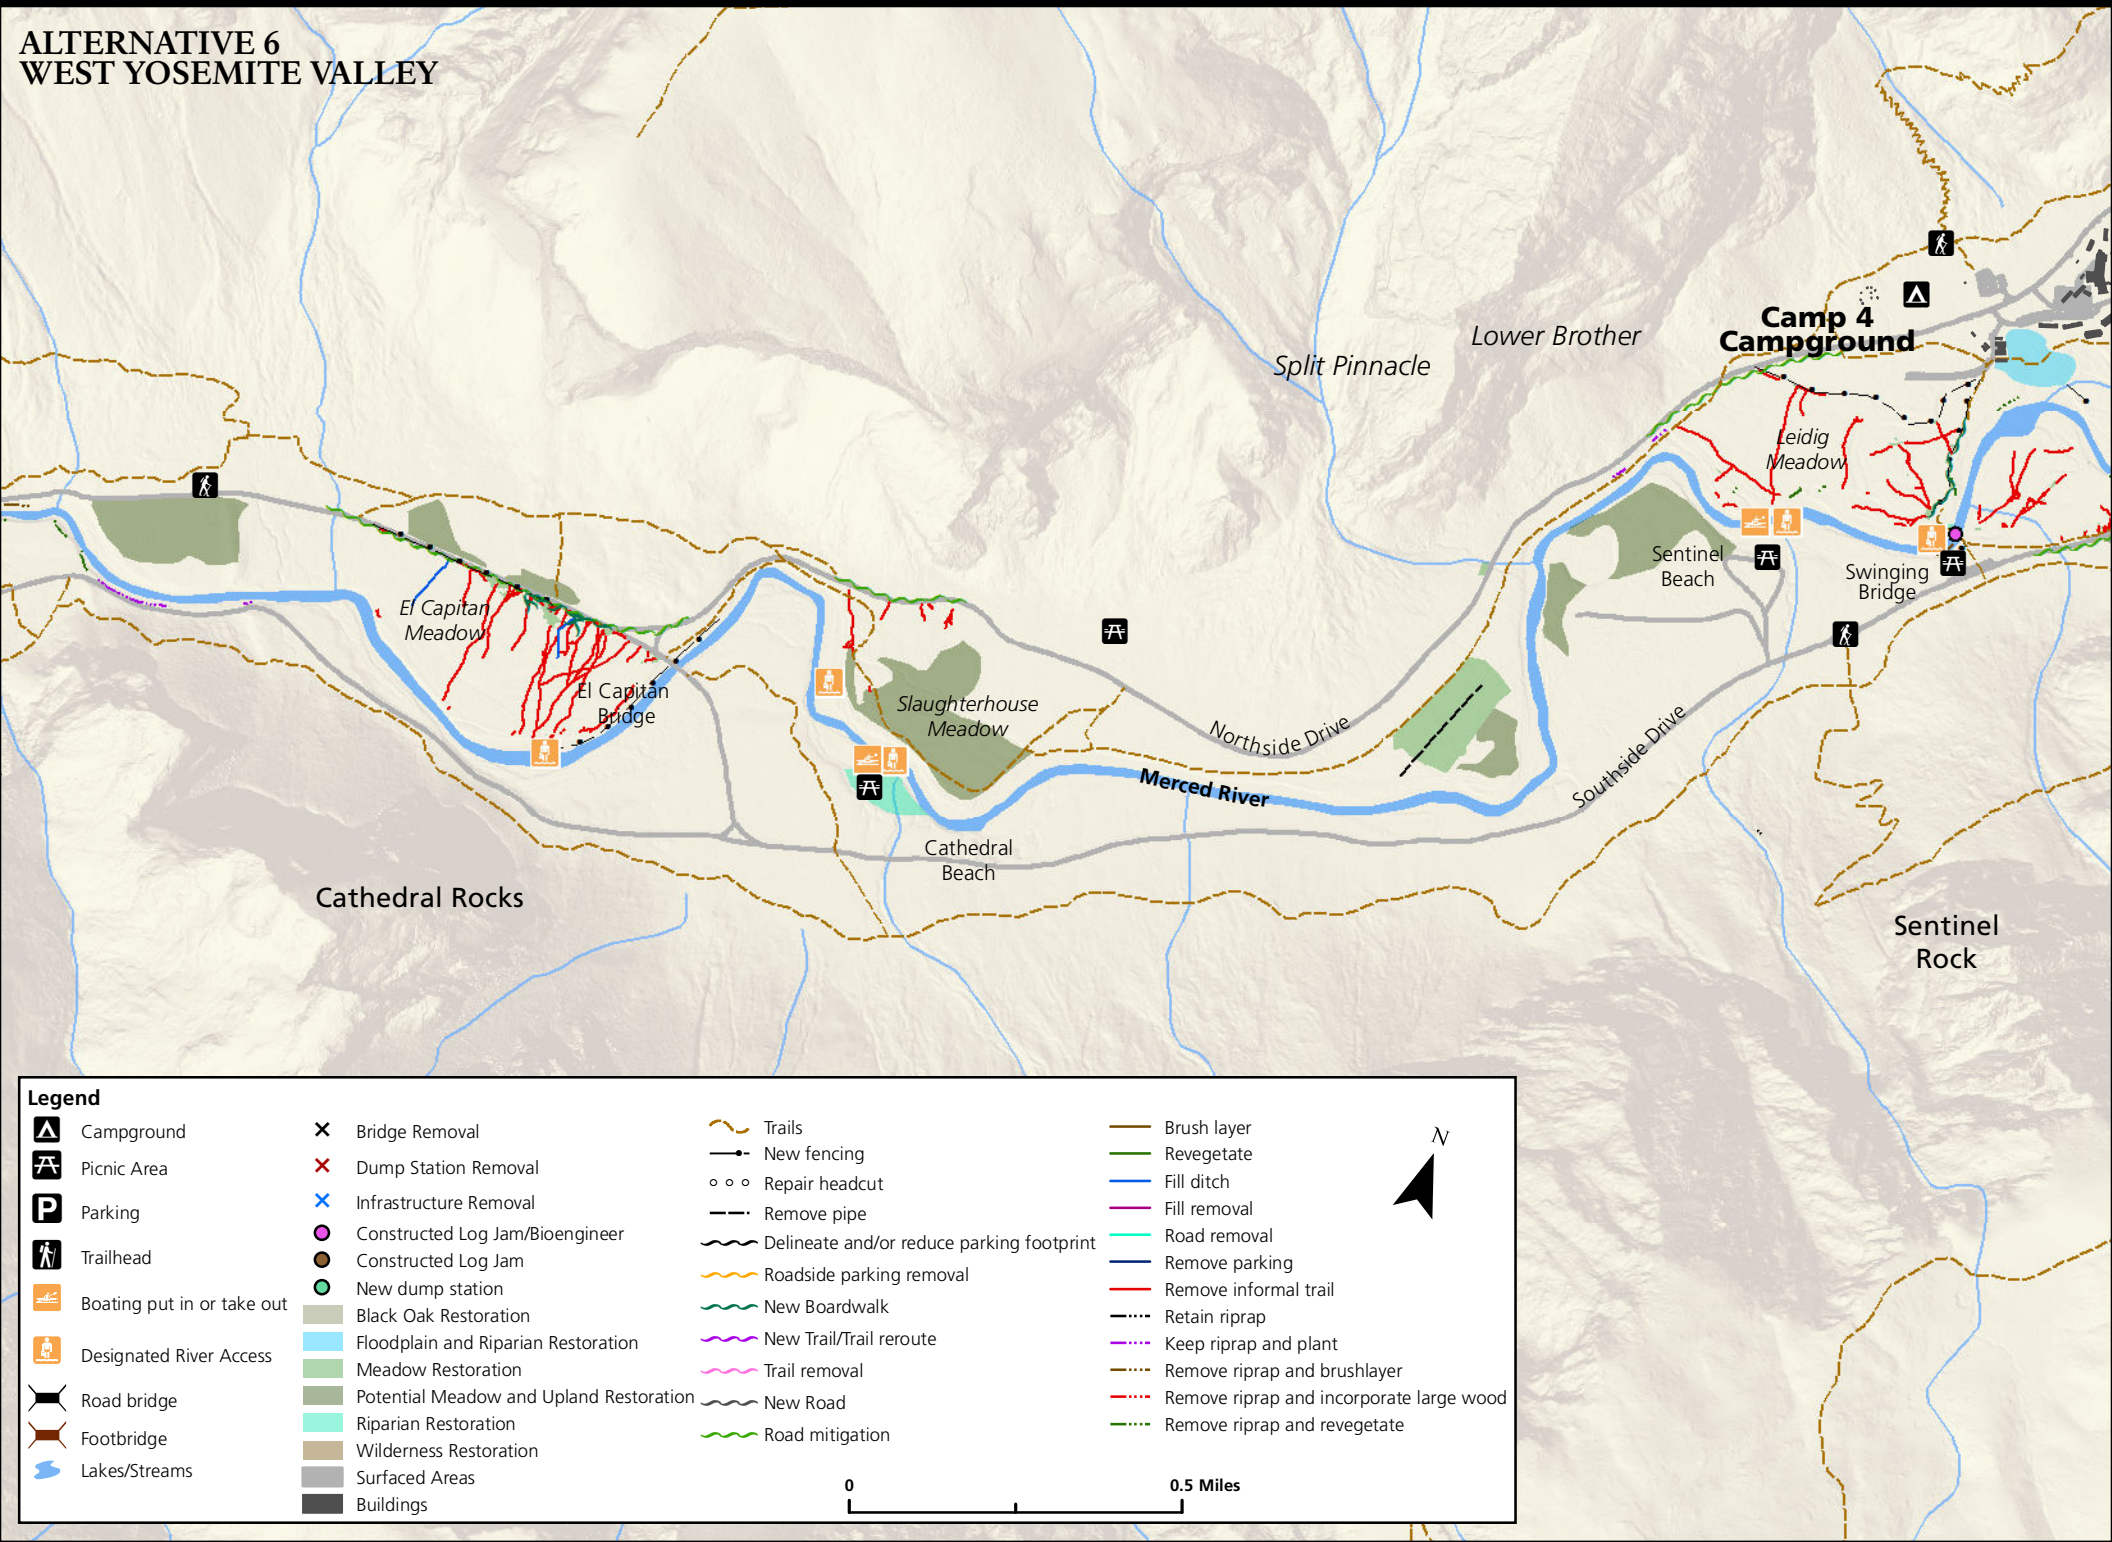 ALTERNATIVE 6
WEST YOSEMITE VALLEY
Lower Brother
Split Pinnacle
Camp 4
Campground
Leidig
Meadow
Sentinel
Beach
Swinging
Bridge
El Capitan
Meadow
El Capitan
Bridge
Slaughterhouse
Meadow
Northside Drive
Southside Drive
Merced River
Cathedral
Beach
Cathedral Rocks
Sentinel
Rock
Legend
Campground
Picnic Area
P
Parking
Trailhead
Boating put in or take out
Designated River Access
Road bridge
Footbridge
Lakes/Streams
Bridge Removal
Dump Station Removal
Infrastructure Removal
Constructed Log Jam/Bioengineer
Constructed Log Jam
New dump station
Black Oak Restoration
Floodplain and Riparian Restoration
Meadow Restoration
Potential Meadow and Upland Restoration
Riparian Restoration
Wilderness Restoration
Surfaced Areas
Buildings
Trails
New fencing
Repair headcut
Remove pipe
Delineate and/or reduce parking footprint
Roadside parking removal
New Boardwalk
New Trail/Trail reroute
Trail removal
New Road
Road mitigation
Brush layer
Revegetate
Fill ditch
Fill removal
Road removal
Remove parking
Remove informal trail
Retain riprap
Keep riprap and plant
Remove riprap and brushlayer
Remove riprap and incorporate large wood
Remove riprap and revegetate
N
0 0.5 Miles